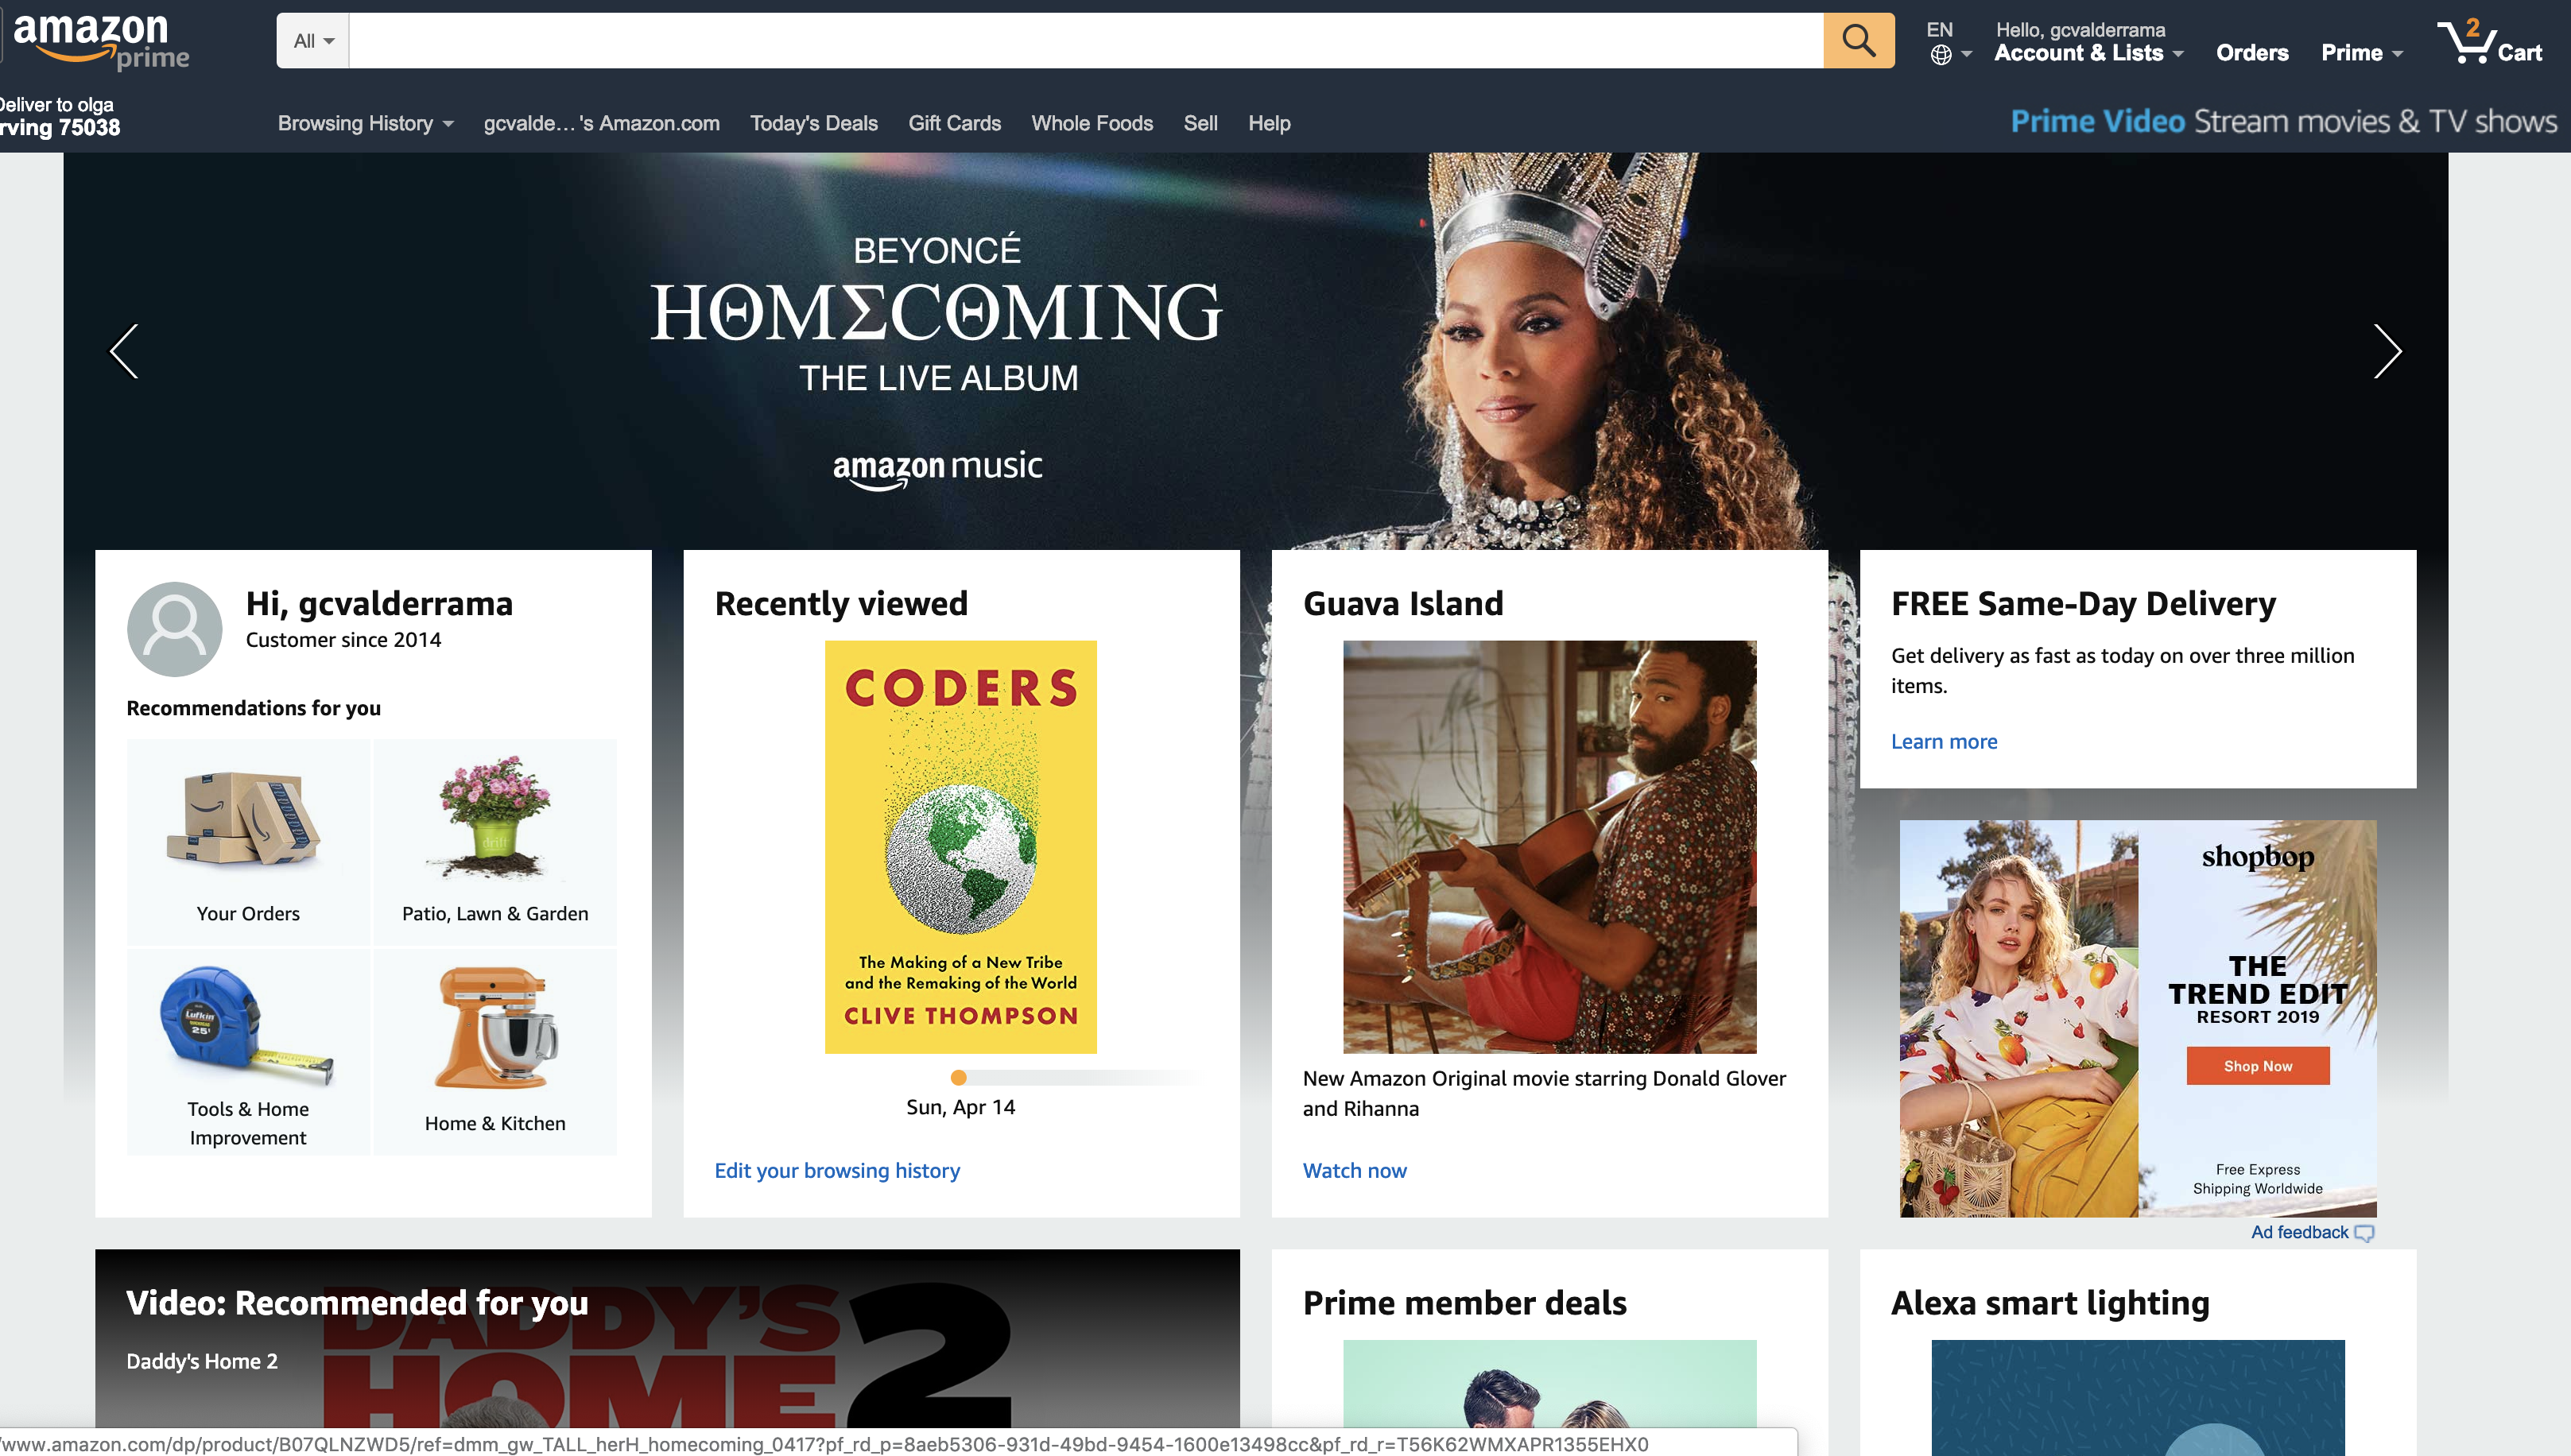 amazon
prime
All
EN
Hello, gcvalderrama
Account & Lists
Orders
Prime
2
Cart
Deliver to olga
rving 75038
Browsing History
gcvalde...'s Amazon.com
Today's Deals
Gift Cards
Whole Foods
Sell
Help
Prime Video Stream movies & TV shows
BEYONCÉ
HΘMΣCΘMING
THE LIVE ALBUM
amazon music
Hi, gcvalderrama
Customer since 2014
Recommendations for you
drift
Your Orders
Patio, Lawn & Garden
Lufkin
25'
Tools & Home
Improvement
Home & Kitchen
Recently viewed
CODERS
The Making of a New Tribe
and the Remaking of the World
CLIVE THOMPSON
Sun, Apr 14
Edit your browsing history
Guava Island
New Amazon Original movie starring Donald Glover
and Rihanna
Watch now
FREE Same-Day Delivery
Get delivery as fast as today on over three million
items.
Learn more
shopbop
THE
TREND EDIT
RESORT 2019
Shop Now
Free Express
Shipping Worldwide
Ad feedback
Video: Recommended for you
Daddy's Home 2
DADDY'S
HOME 2
Prime member deals
Alexa smart lighting
/www.amazon.com/dp/product/B07QLNZWD5/ref=dmm_gw_TALL_herH_homecoming_0417?pf_rd_p=8aeb5306-931d-49bd-9454-1600e13498cc&pf_rd_r=T56K62WMXAPR1355EHX0